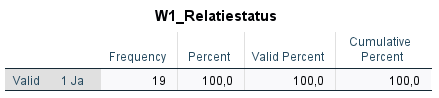 W1_Relatiestatus
Frequency Percent Valid Percent Cumulative Percent
Valid 1 Ja 19 100,0 100,0 100,0